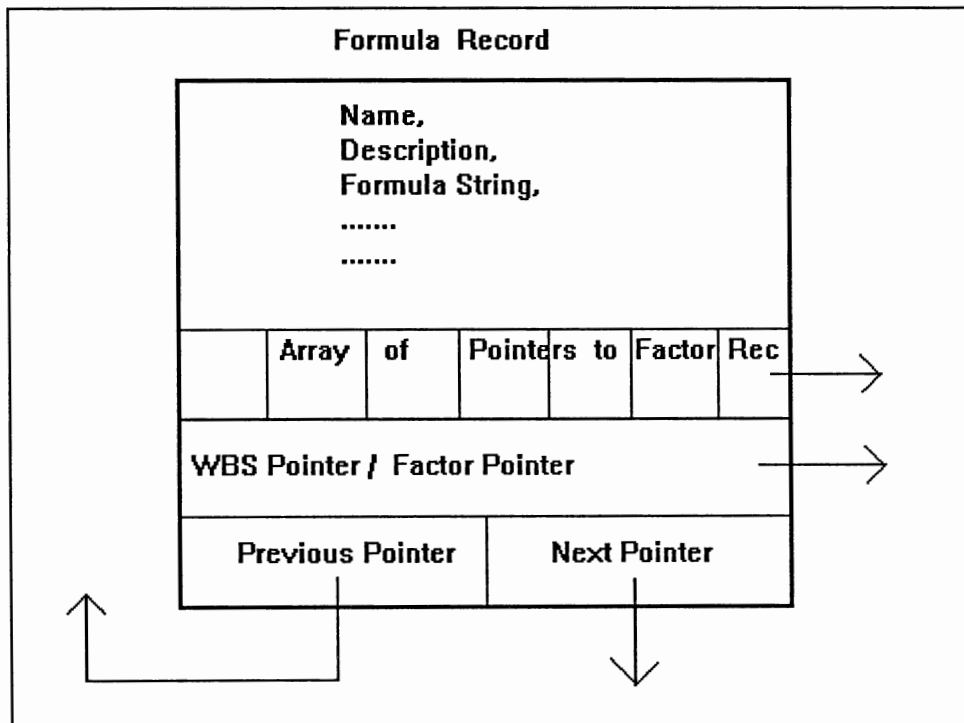 Formula Record
Name,
Description,
Formula String,
.......
.......
Array of Pointers to Factor Rec
WBS Pointer / Factor Pointer
Previous Pointer
Next Pointer